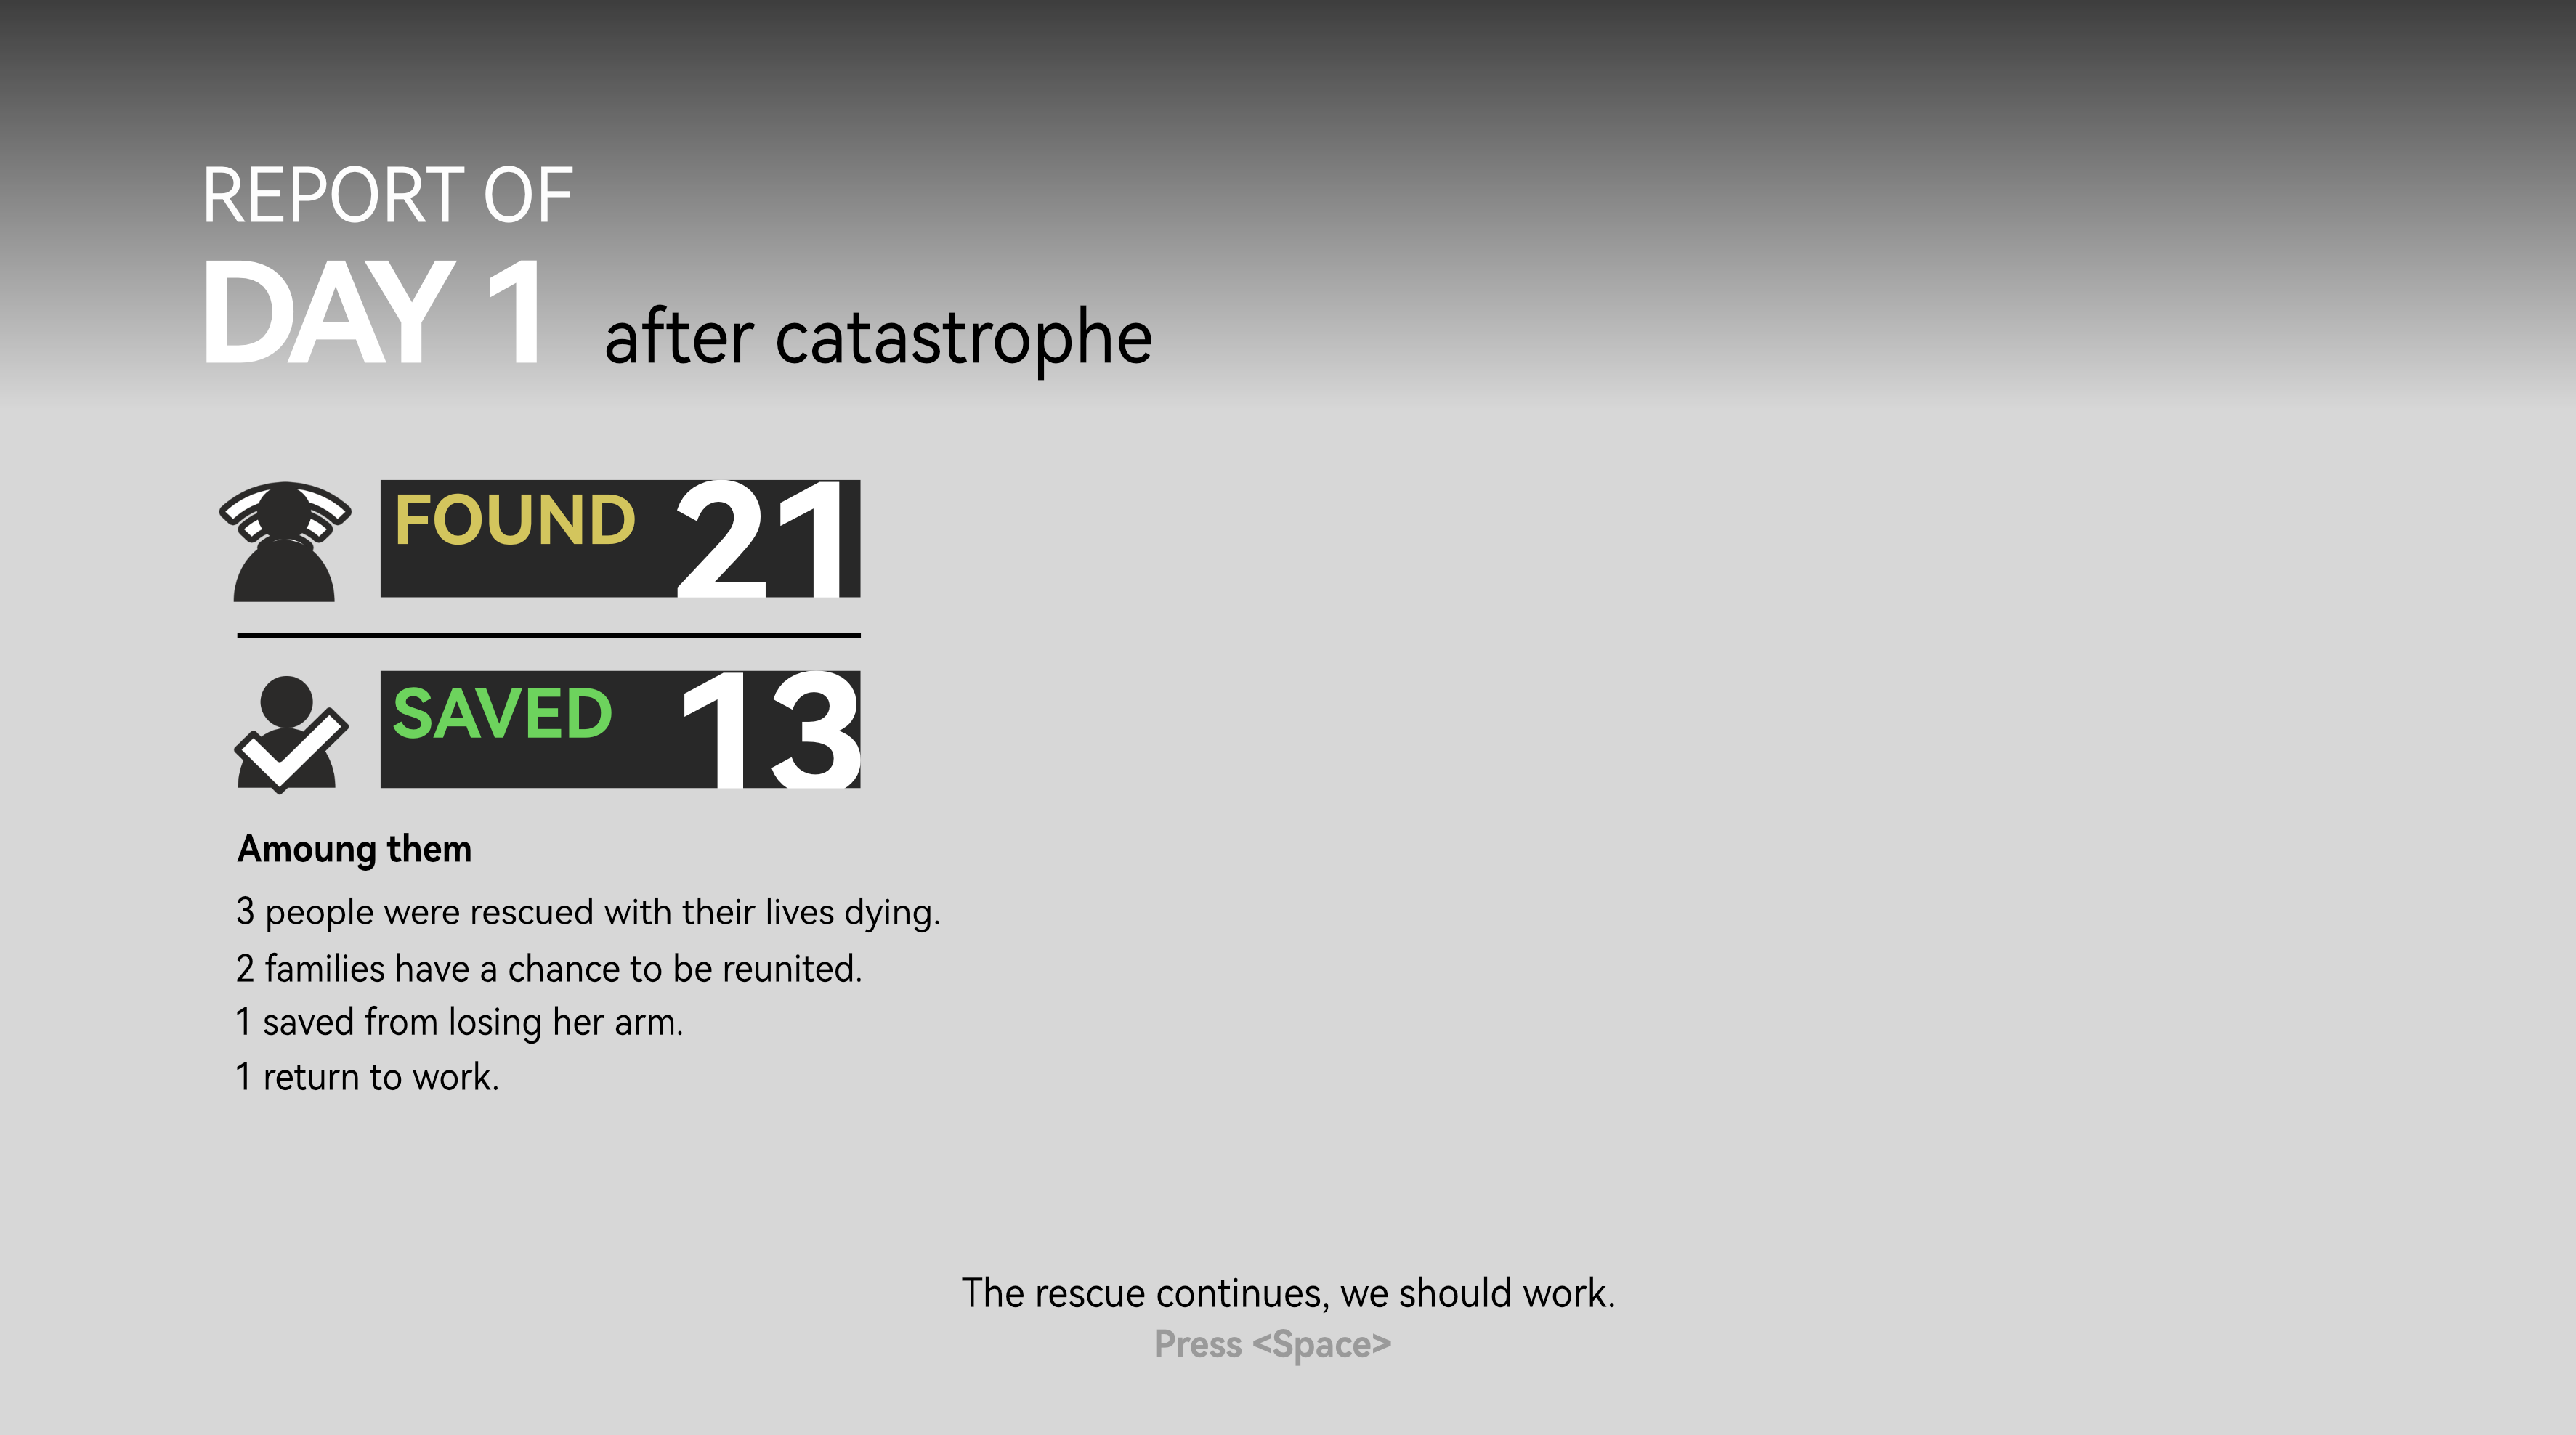 REPORT OF
DAY 1 after catastrophe
FOUND 21
SAVED 13
Amoung them
3 people were rescued with their lives dying.
2 families have a chance to be reunited.
1 saved from losing her arm.
1 return to work.
The rescue continues, we should work.
Press <Space>